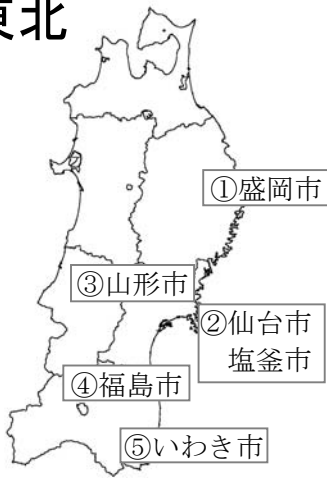 東北
①盛岡市
③山形市
②仙台市
塩釜市
④福島市
⑤いわき市